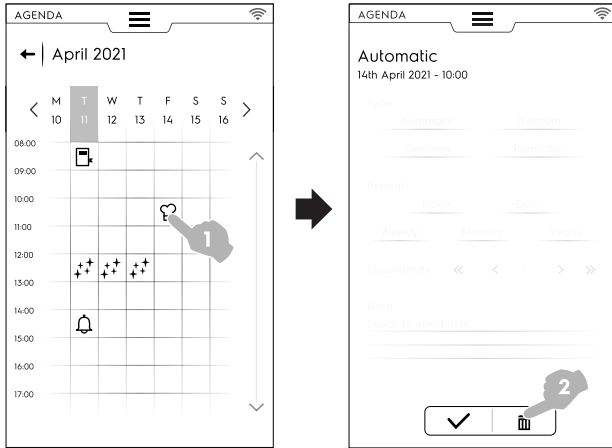 AGENDA
April 2021
M T W T F S S
10 11 12 13 14 15 16
08:00
09:00
10:00
11:00
12:00
13:00
14:00
15:00
16:00
17:00
1
AGENDA
Automatic
14th April 2021 - 10:00
Type
Automatic Program
Cleaning Reminder
Repeat
None Daily
Weekly Monthly Yearly
Occurrences 1
Note
Touch to insert note
2